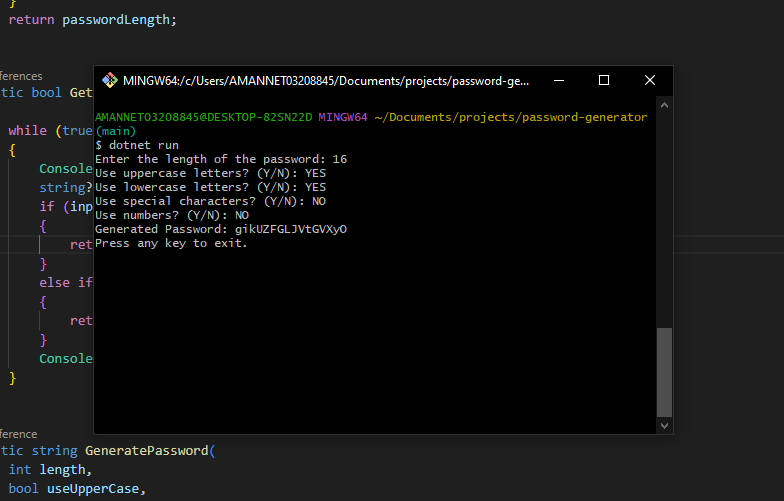 }
return passwordLength;
ferences
tic bool Get
while (true
{
Console
string?
if (inp
{
ret
}
else if
{
ret
}
Console
}
ference
tic string GeneratePassword(
int length,
bool useUpperCase,
MINGW64:/c/Users/AMANNET03208845/Documents/projects/password-ge...
AMANNET03208845@DESKTOP-82SN22D MINGW64 ~/Documents/projects/password-generator
(main)
$ dotnet run
Enter the length of the password: 16
Use uppercase letters? (Y/N): YES
Use lowercase letters? (Y/N): YES
Use special characters? (Y/N): NO
Use numbers? (Y/N): NO
Generated Password: gikUZFGLJVtGVXyO
Press any key to exit.